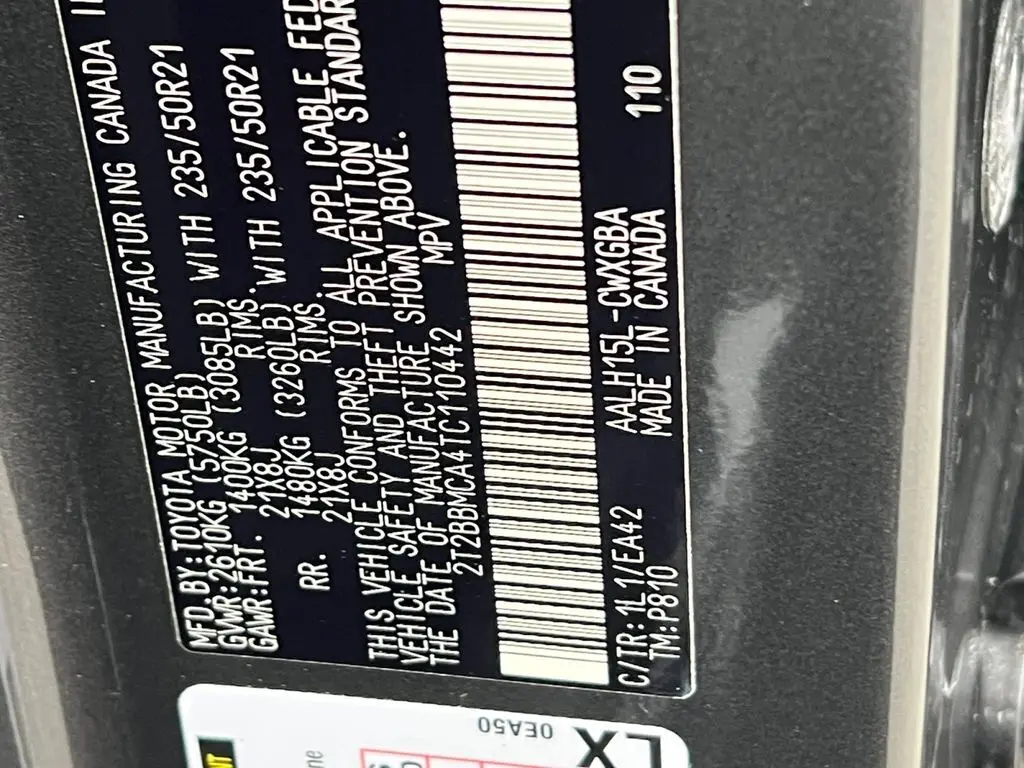 MFD.BY:TOYOTA MOTOR MANUFACTURING CANADA
GVWR:2610KG (5750LB)
GAWR:FRT. 1400KG (3085LB) WITH 235/50R21
21X8J RIMS.
RR. 1480KG (3260LB) WITH 235/50R21
21X8J RIMS.
THIS VEHICLE CONFORMS TO ALL APPLICABLE FED
VEHICLE SAFETY AND THEFT PREVENTION STANDAR
THE DATE OF MANUFACTURE SHOWN ABOVE.
2T2BBMCA4TC110442 MPV
C/TR:1L1/EA42 AALH15L-CWXGBA 110
TM:P810 MADE IN CANADA
0EA50